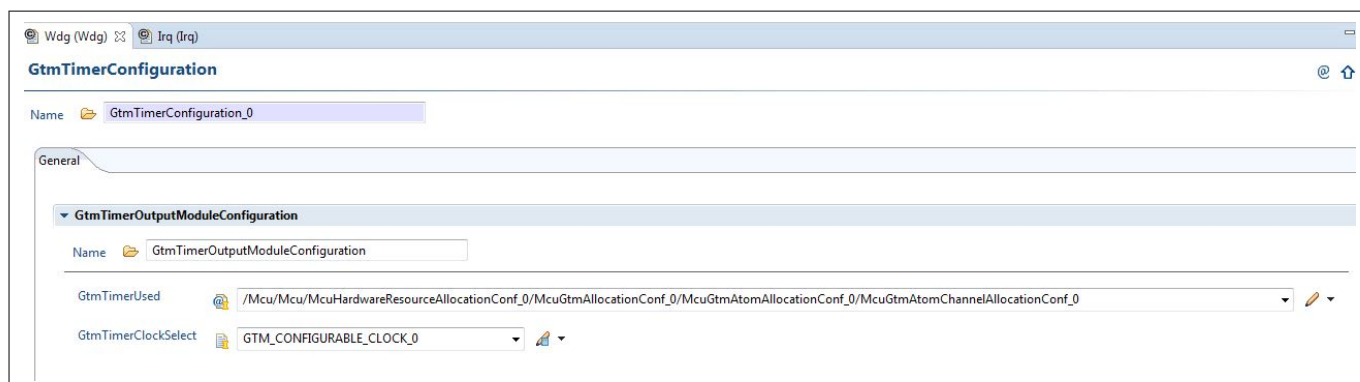 Wdg (Wdg) Irq (Irq)
GtmTimerConfiguration
Name GtmTimerConfiguration_0
General
GtmTimerOutputModuleConfiguration
Name GtmTimerOutputModuleConfiguration
GtmTimerUsed /Mcu/Mcu/McuHardwareResourceAllocationConf_0/McuGtmAllocationConf_0/McuGtmAtomAllocationConf_0/McuGtmAtomChannelAllocationConf_0
GtmTimerClockSelect GTM_CONFIGURABLE_CLOCK_0